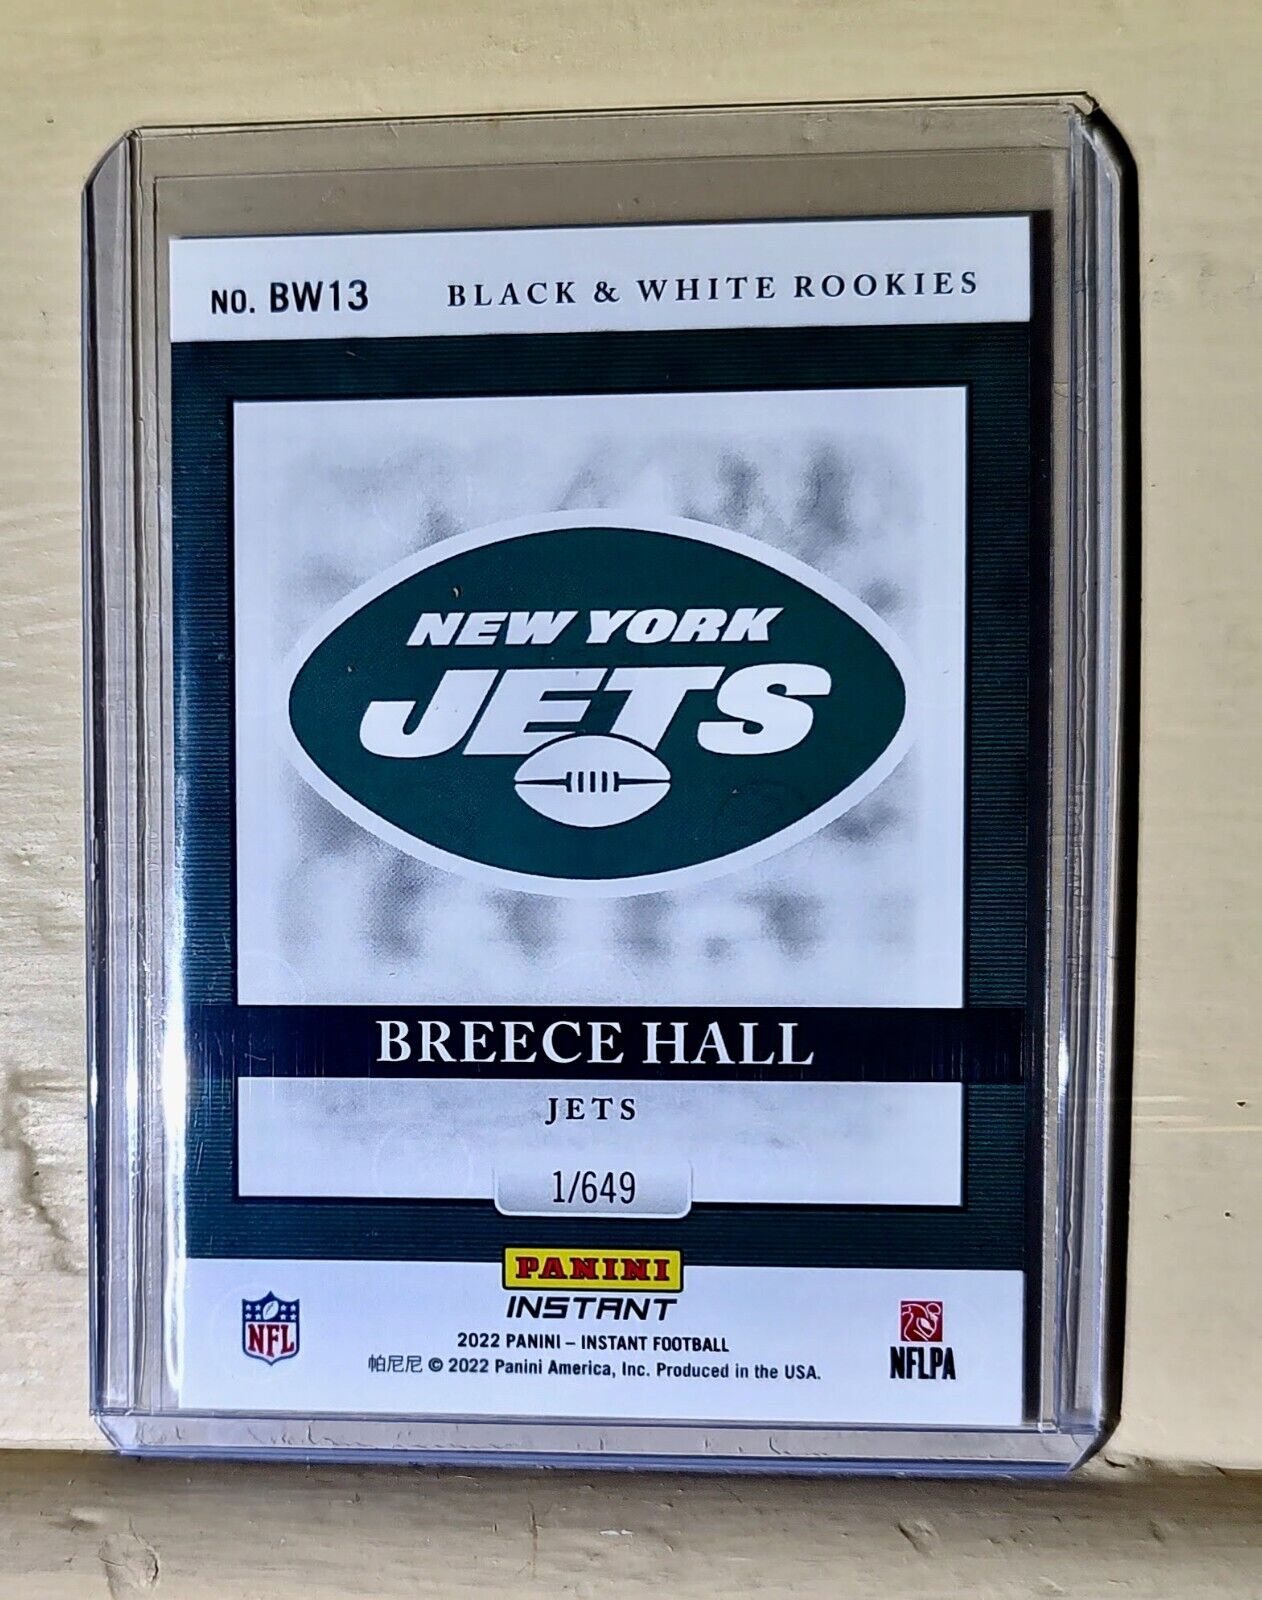 NO. BW13 BLACK & WHITE ROOKIES
NEW YORK
JETS
BREECE HALL
JETS
1/649
PANINI
INSTANT
NFL
2022 PANINI – INSTANT FOOTBALL
帕尼尼 © 2022 Panini America, Inc. Produced in the USA.
NFLPA